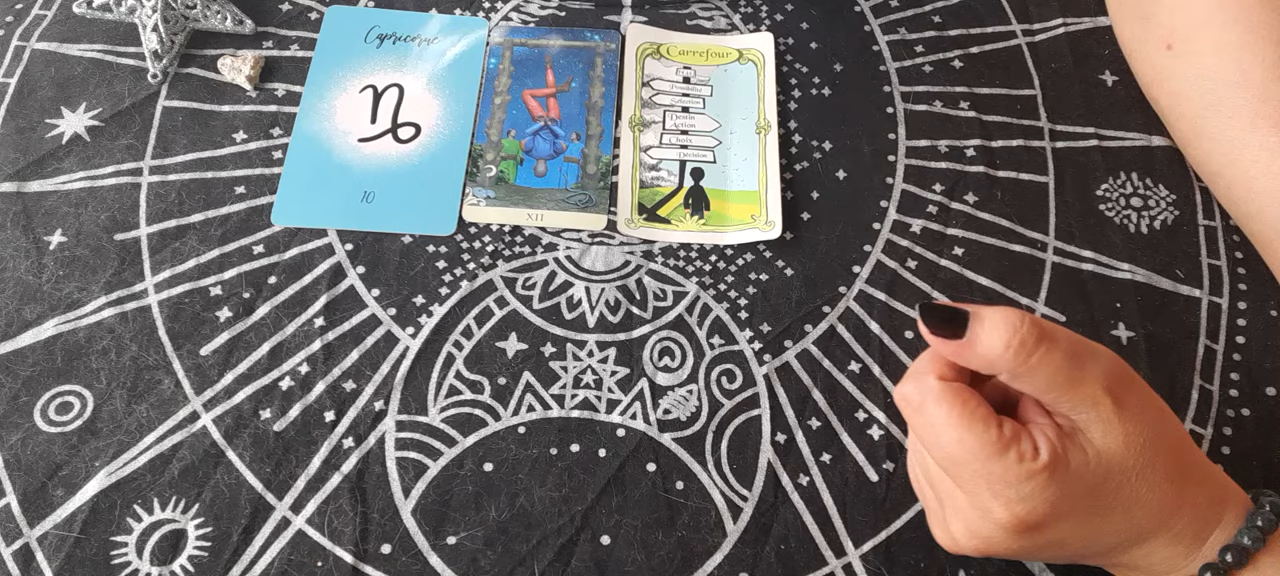 Capricorne
10
XII
Carrefour
Possibilité
Sélection
Destin
Action
Choix
Décision